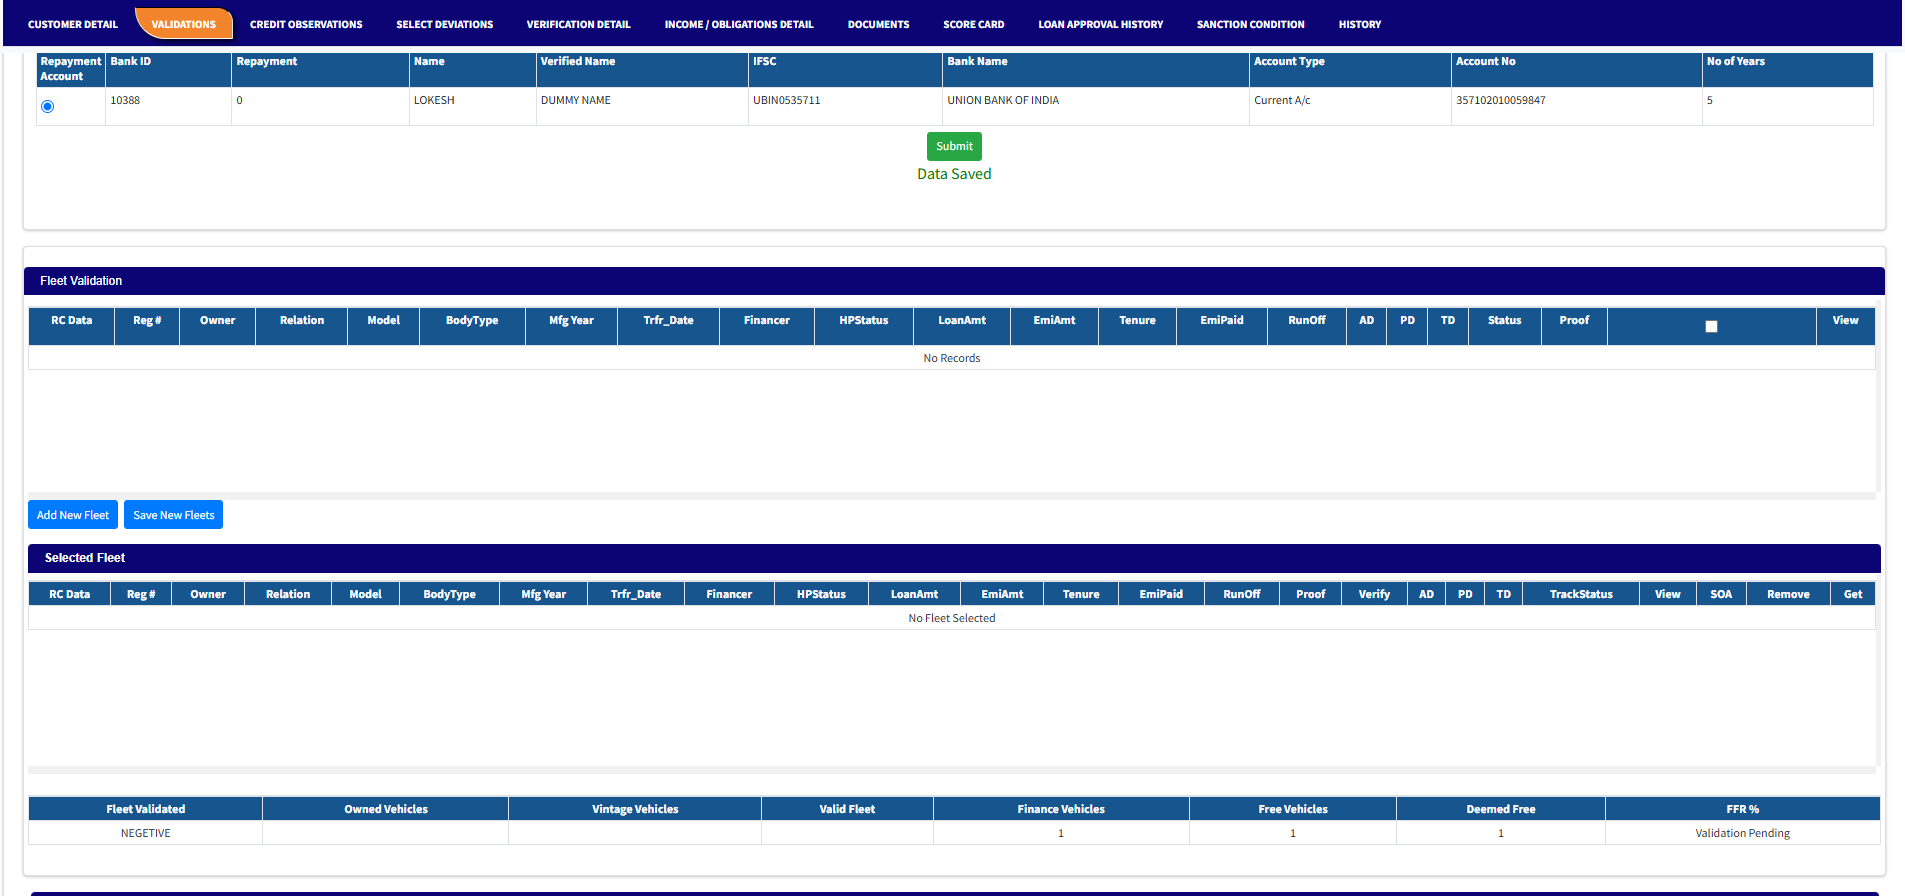 CUSTOMER DETAIL VALIDATIONS CREDIT OBSERVATIONS SELECT DEVIATIONS VERIFICATION DETAIL INCOME / OBLIGATIONS DETAIL DOCUMENTS SCORE CARD LOAN APPROVAL HISTORY SANCTION CONDITION HISTORY
Repayment Account Bank ID Repayment Name Verified Name IFSC Bank Name Account Type Account No No of Years
10388 0 LOKESH DUMMY NAME UBIN0535711 UNION BANK OF INDIA Current A/c 357102010059847 5
Submit
Data Saved
Fleet Validation
RC Data Reg # Owner Relation Model BodyType Mfg Year Trfr_Date Financer HPStatus LoanAmt EmiAmt Tenure EmiPaid RunOff AD PD TD Status Proof View
No Records
Add New Fleet Save New Fleets
Selected Fleet
RC Data Reg # Owner Relation Model BodyType Mfg Year Trfr_Date Financer HPStatus LoanAmt EmiAmt Tenure EmiPaid RunOff Proof Verify AD PD TD TrackStatus View SOA Remove Get
No Fleet Selected
Fleet Validated Owned Vehicles Vintage Vehicles Valid Fleet Finance Vehicles Free Vehicles Deemed Free FFR %
NEGETIVE 1 1 1 Validation Pending